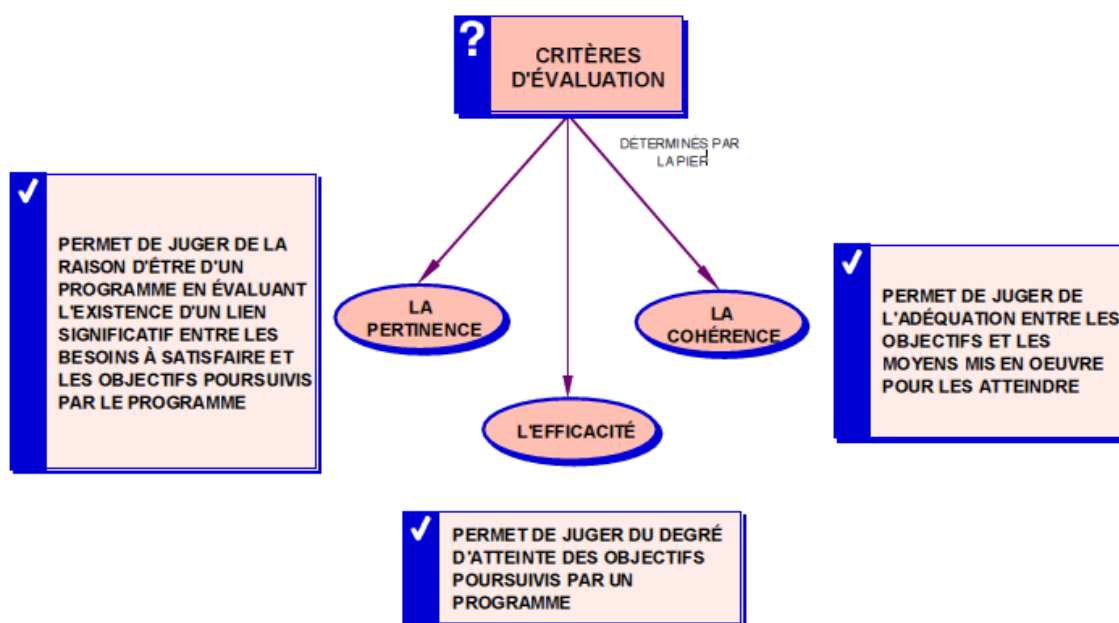 ?
CRITÈRES
D'ÉVALUATION
DÉTERMINÉS PAR
LA PIEF
PERMET DE JUGER DE LA
RAISON D'ÊTRE D'UN
PROGRAMME EN ÉVALUANT
L'EXISTENCE D'UN LIEN
SIGNIFICATIF ENTRE LES
BESOINS À SATISFAIRE ET
LES OBJECTIFS POURSUIVIS
PAR LE PROGRAMME
LA
PERTINENCE
LA
COHÉRENCE
PERMET DE JUGER DE
L'ADÉQUATION ENTRE LES
OBJECTIFS ET LES
MOYENS MIS EN OEUVRE
POUR LES ATTEINDRE
L'EFFICACITÉ
PERMET DE JUGER DU DEGRÉ
D'ATTEINTE DES OBJECTIFS
POURSUIVIS PAR UN
PROGRAMME